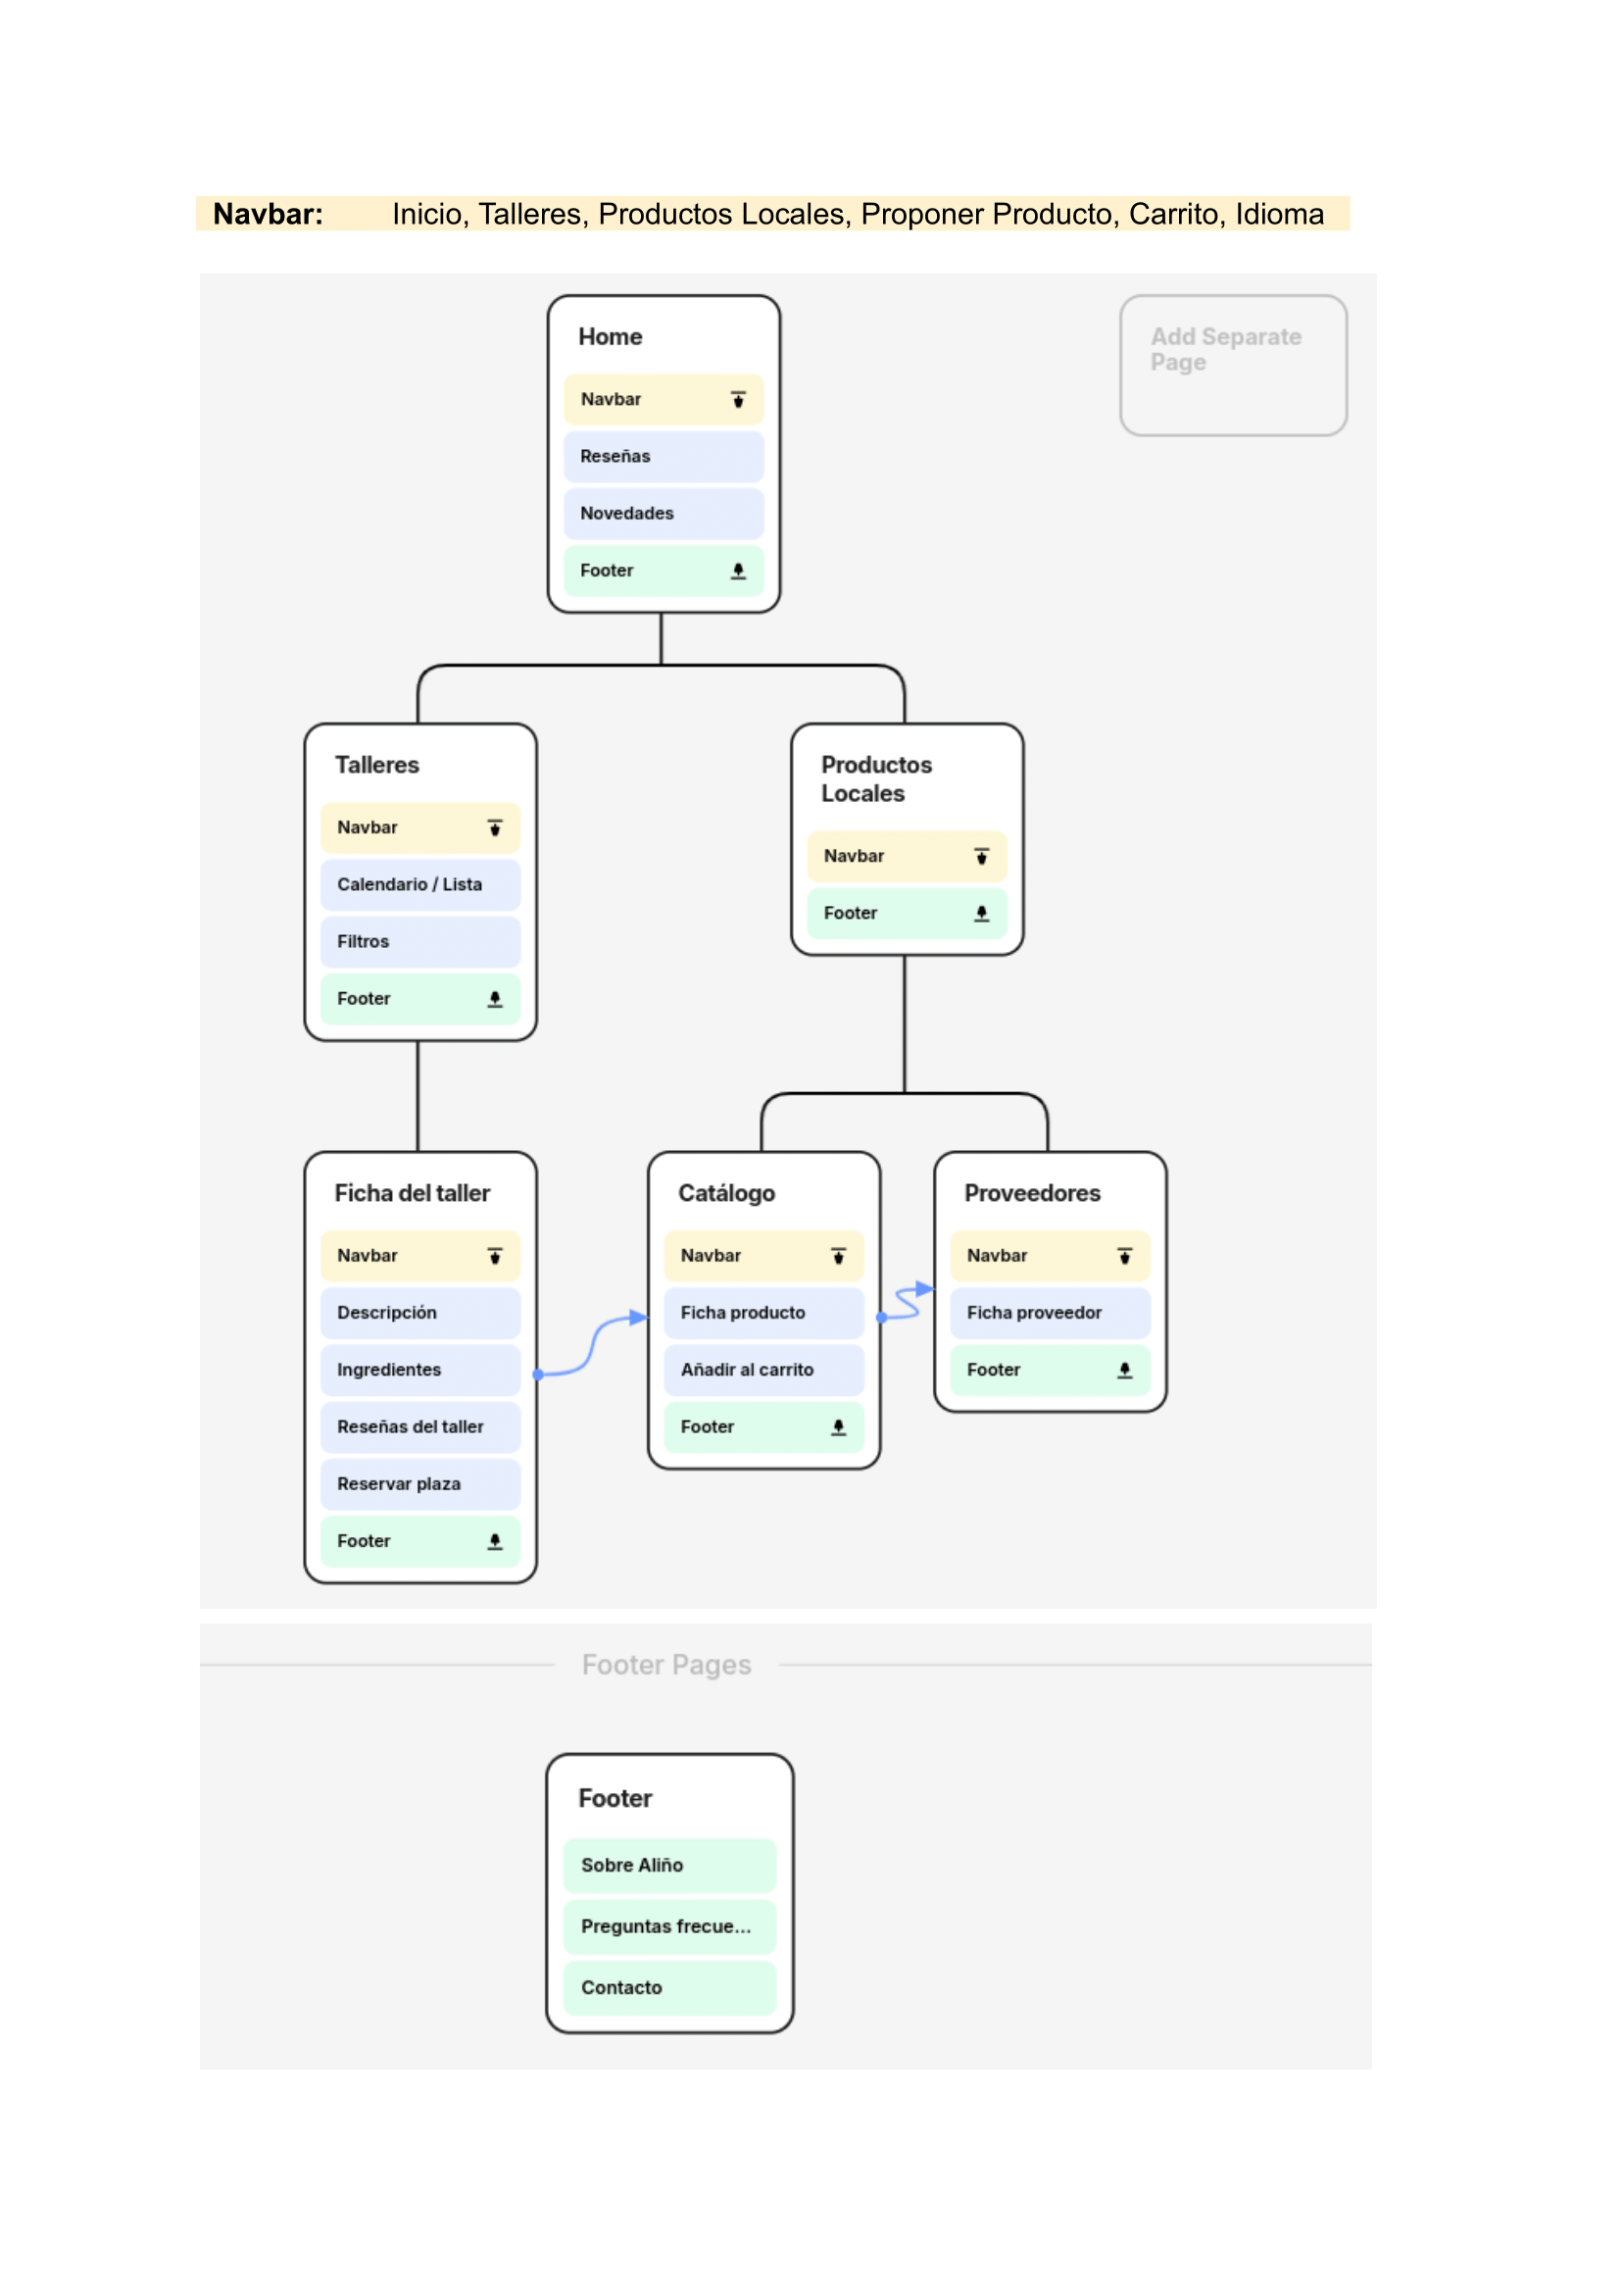 Navbar: Inicio, Talleres, Productos Locales, Proponer Producto, Carrito, Idioma
Home
Navbar
Reseñas
Novedades
Footer
Add Separate
Page
Talleres
Navbar
Calendario / Lista
Filtros
Footer
Productos
Locales
Navbar
Footer
Ficha del taller
Navbar
Descripción
Ingredientes
Reseñas del taller
Reservar plaza
Footer
Catálogo
Navbar
Ficha producto
Añadir al carrito
Footer
Proveedores
Navbar
Ficha proveedor
Footer
Footer Pages
Footer
Sobre Aliño
Preguntas frecue...
Contacto